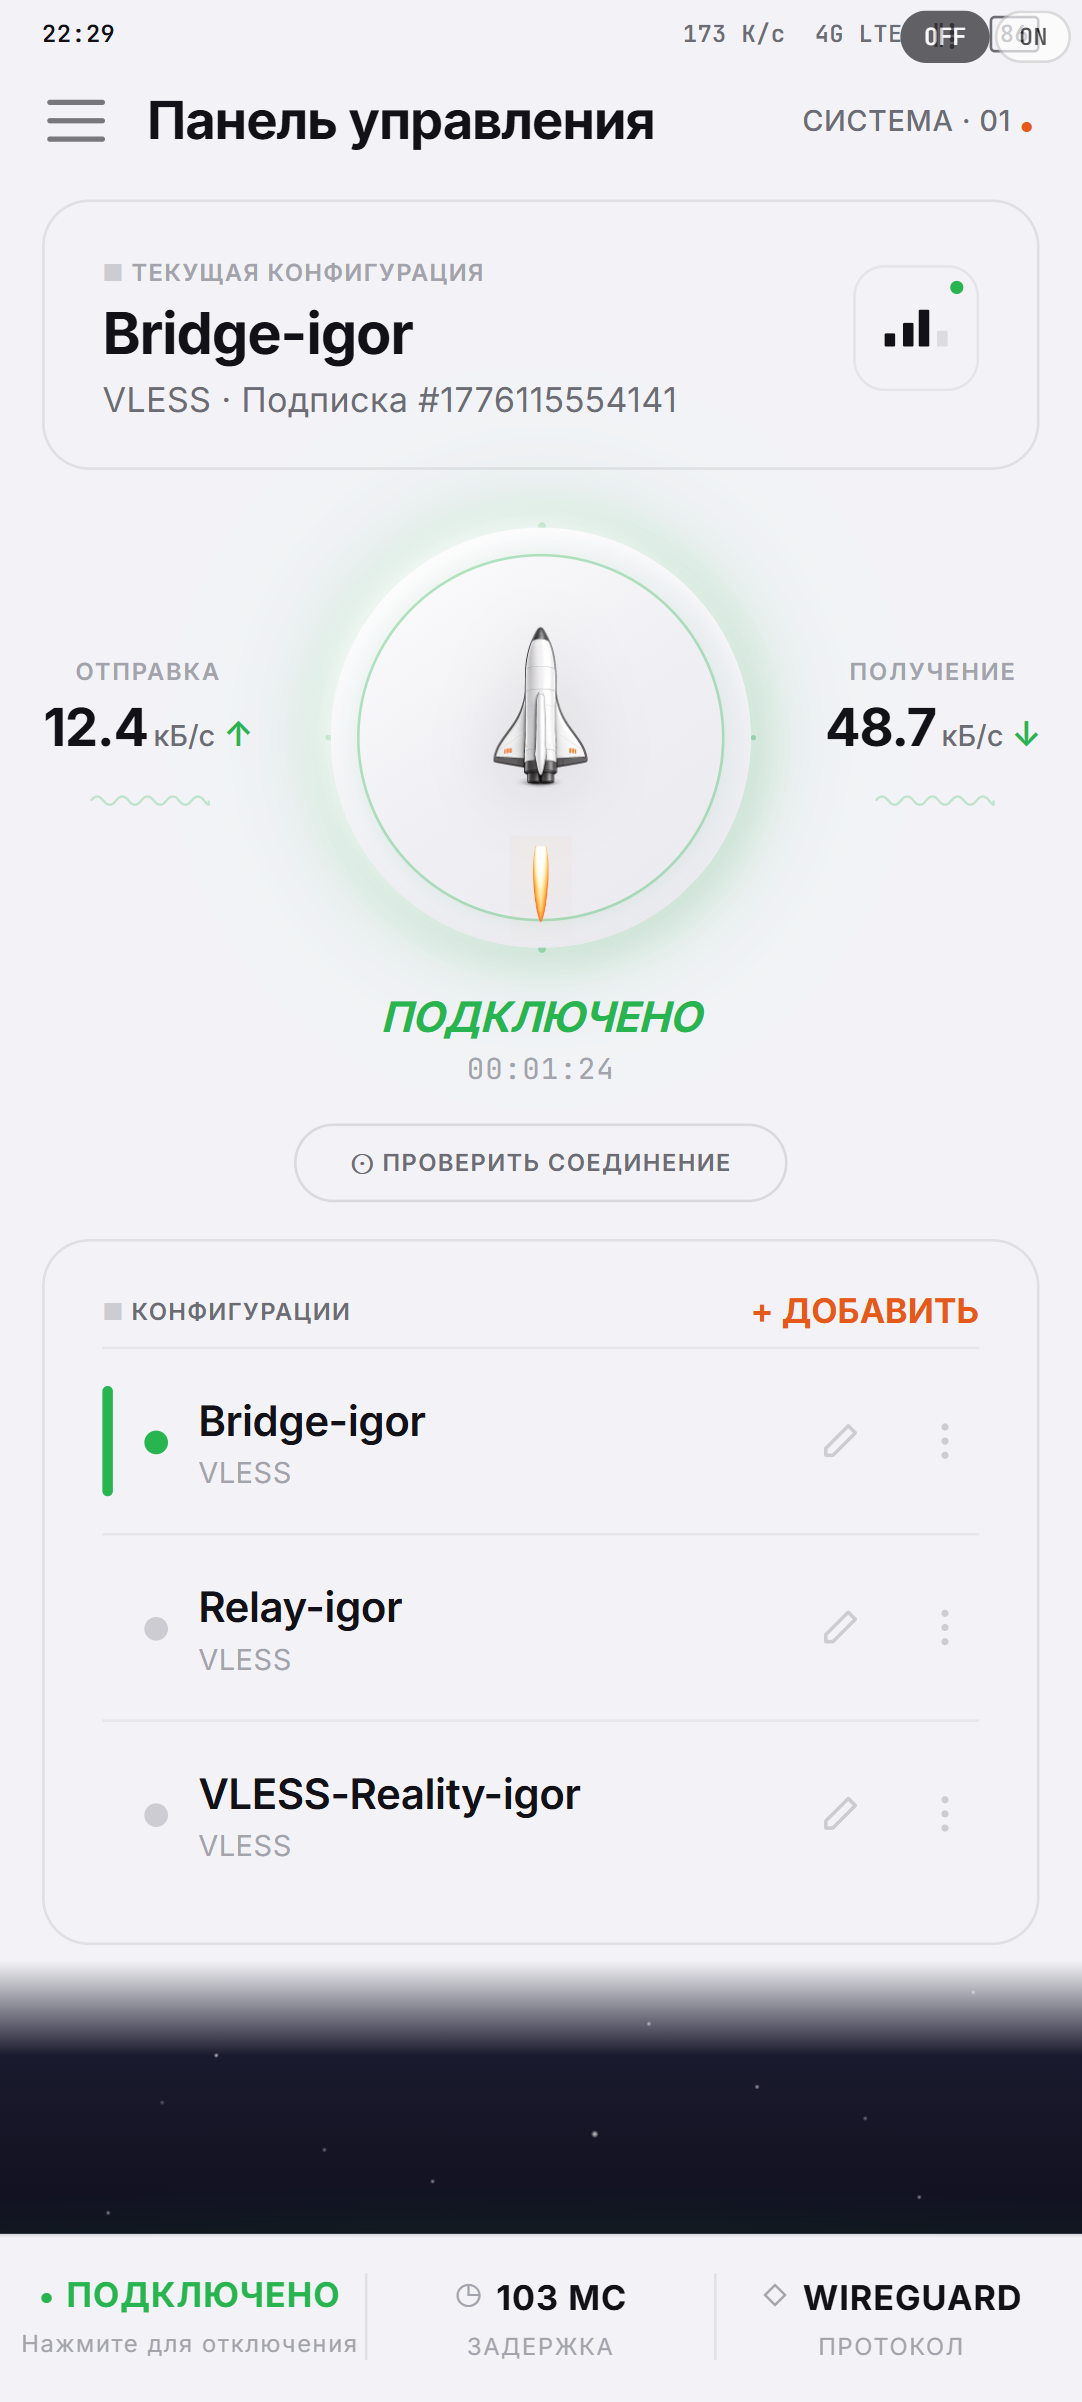 22:29
173 K/c 4G LTE OFF 86 ON
Панель управления
СИСТЕМА · 01
ТЕКУЩАЯ КОНФИГУРАЦИЯ
Bridge-igor
VLESS · Подписка #1776115554141
ОТПРАВКА
12.4 кБ/с ↑
ПОЛУЧЕНИЕ
48.7 кБ/с ↓
ПОДКЛЮЧЕНО
00:01:24
ПРОВЕРИТЬ СОЕДИНЕНИЕ
КОНФИГУРАЦИИ
+ ДОБАВИТЬ
Bridge-igor
VLESS
Relay-igor
VLESS
VLESS-Reality-igor
VLESS
• ПОДКЛЮЧЕНО
Нажмите для отключения
103 МС
ЗАДЕРЖКА
WIREGUARD
ПРОТОКОЛ